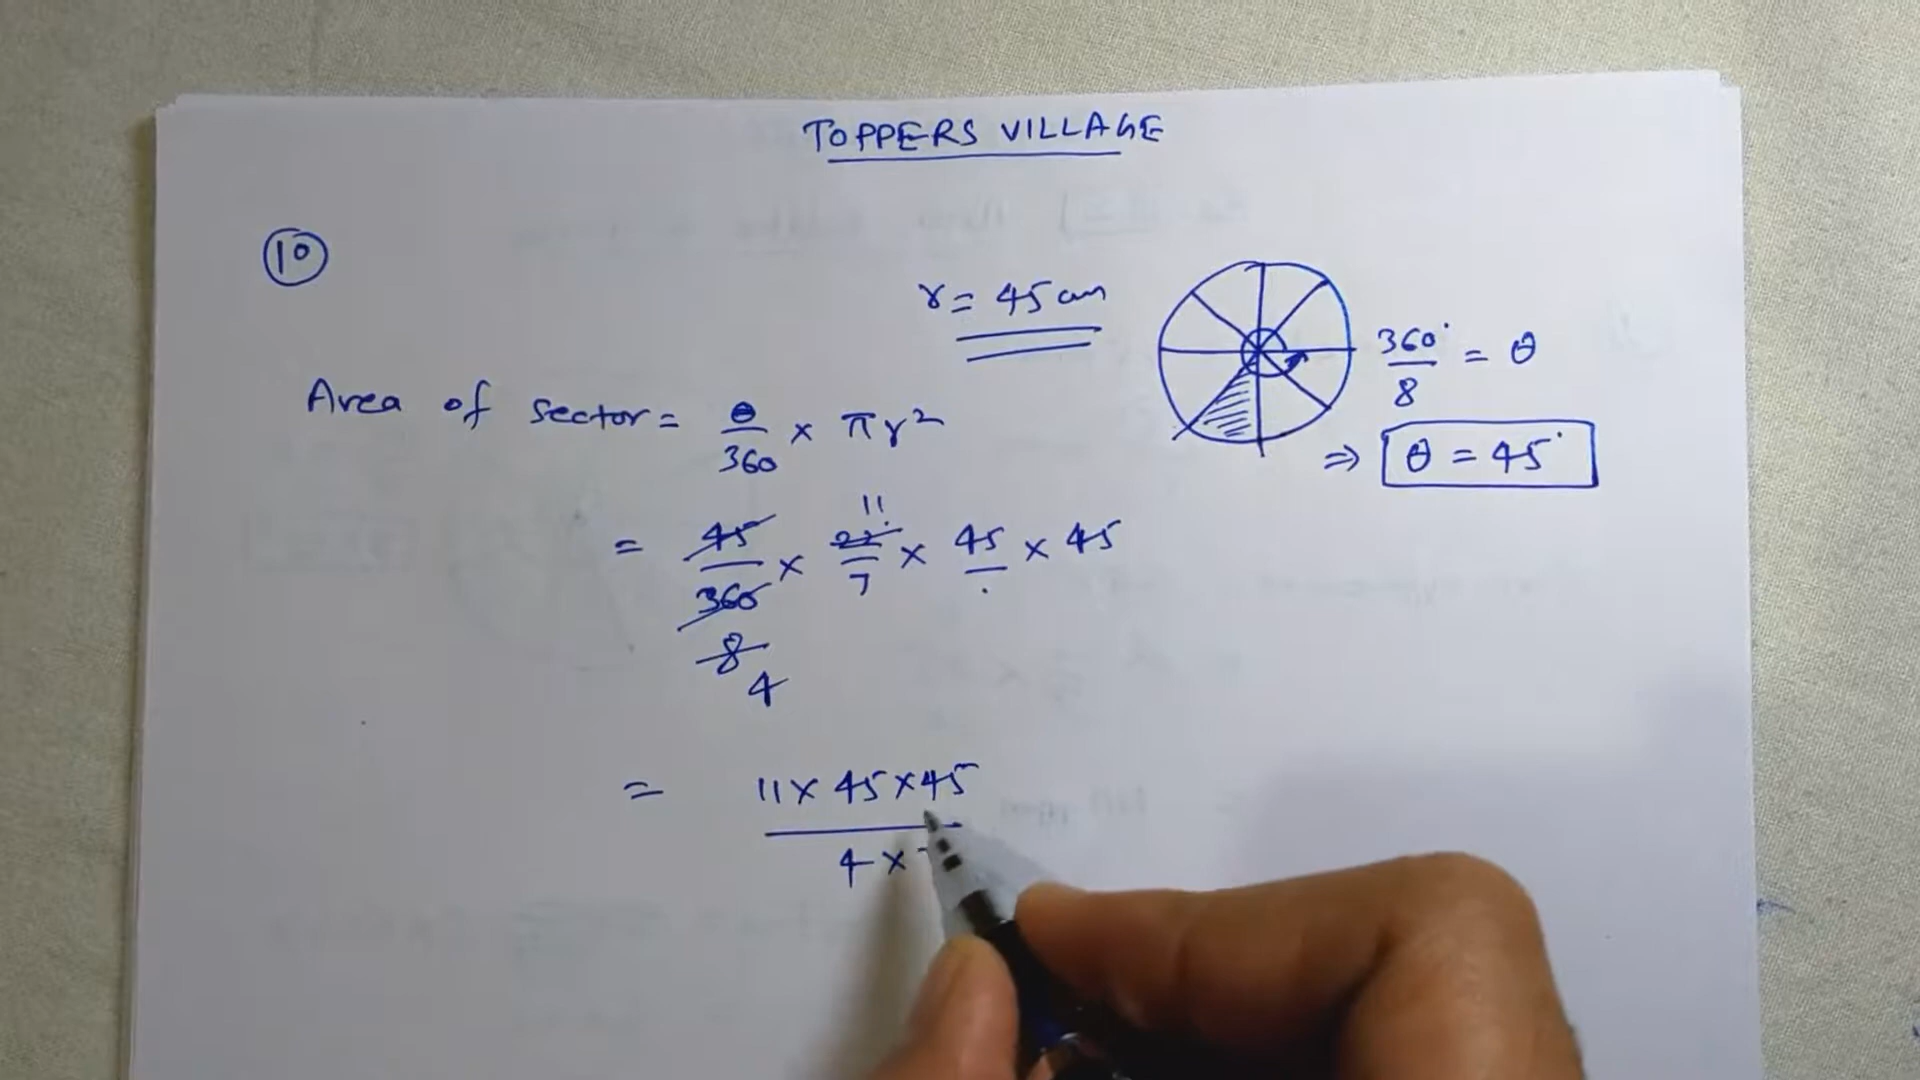 TOPPERS VILLAGE
10
r = 45 cm
360° / 8 = θ
⇒ θ = 45°
Area of sector = θ/360 × πr²
= 45/360 × 22/7 × 45 × 45
11
8
4
= 11 × 45 × 45
4 ×